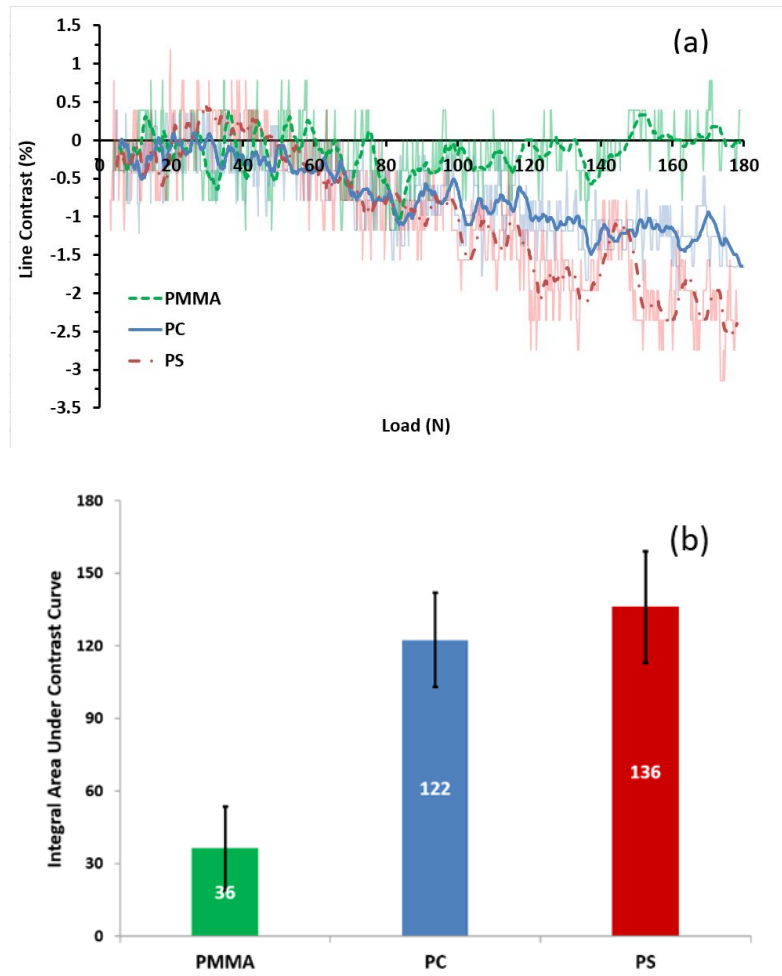 (a)
1.5
1
0.5
0
-0.5
-1
-1.5
-2
-2.5
-3
-3.5
0 20 40 60 80 100 120 140 160 180
Line Contrast (%)
PMMA
PC
PS
Load (N)
(b)
180
150
120
90
60
30
0
Integral Area Under Contrast Curve
36
122
136
PMMA PC PS